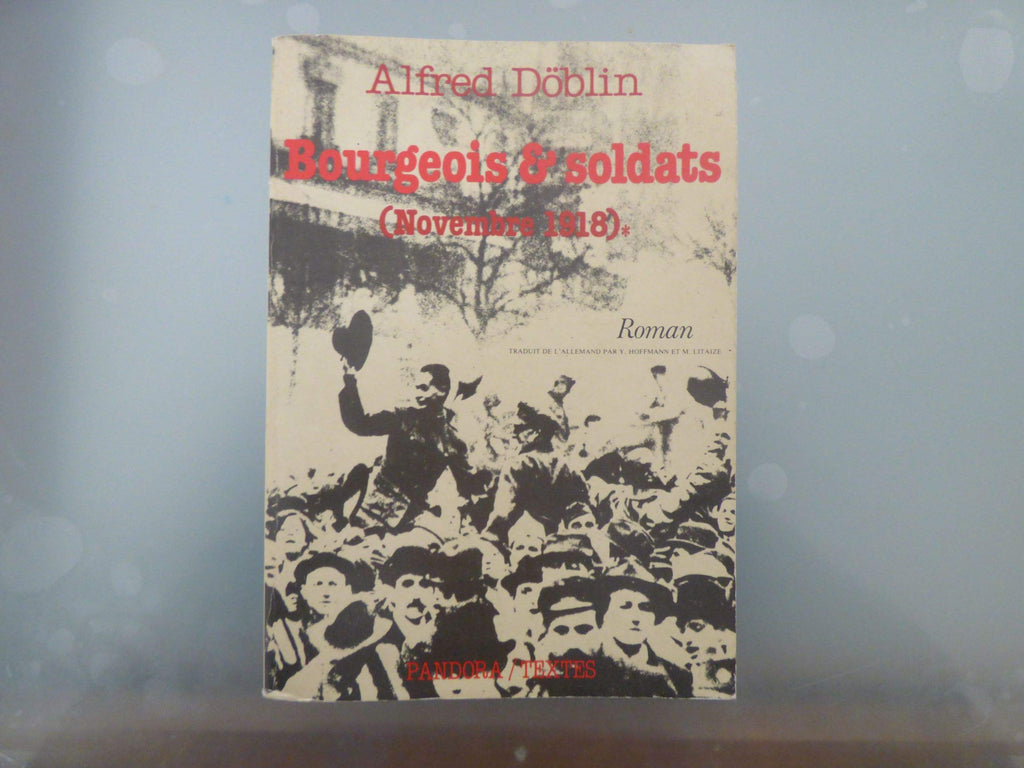 Alfred Döblin
Bourgeois & soldats
(Novembre 1918)*
Roman
TRADUIT DE L'ALLEMAND PAR Y. HOFFMANN ET M. LITAIZE
PANDORA / TEXTES